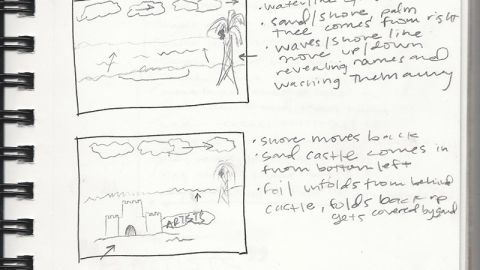 sand/shore, palm
tree comes from right
• waves/shore line
move up/down
revealing names and
washing them away
• shore moves back
• sand castle comes in
from bottom left
• foil unfolds from behind
castle, folds back up
gets covered by sand
ARTISTS